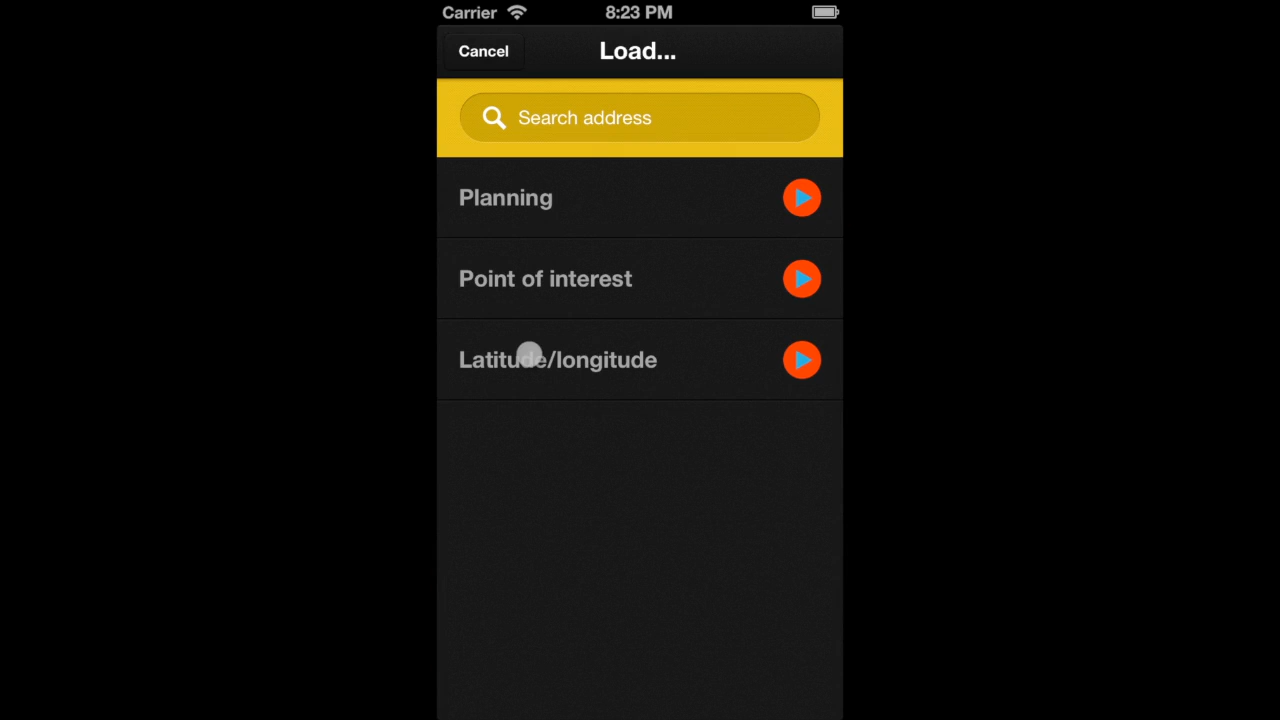 Carrier 8:23 PM
Cancel Load...
Search address
Planning
Point of interest
Latitude/longitude